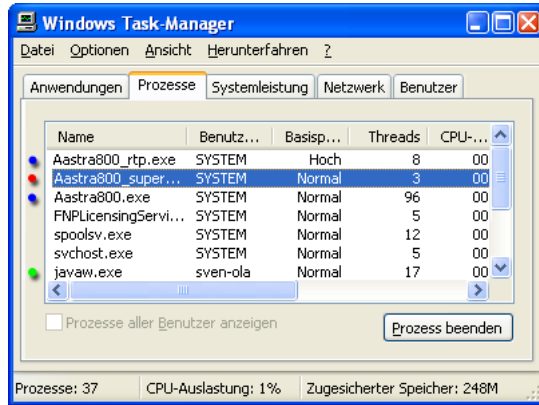 Windows Task-Manager
Datei Optionen Ansicht Herunterfahren ?
Anwendungen Prozesse Systemleistung Netzwerk Benutzer
Name Benutz... Basisp... Threads CPU-...
Aastra800_rtp.exe SYSTEM Hoch 8 00
Aastra800_super... SYSTEM Normal 3 00
Aastra800.exe SYSTEM Normal 96 00
FNPLicensingServi... SYSTEM Normal 5 00
spoolsv.exe SYSTEM Normal 12 00
svchost.exe SYSTEM Normal 5 00
javaw.exe sven-ola Normal 17 00
Prozesse aller Benutzer anzeigen
Prozess beenden
Prozesse: 37 CPU-Auslastung: 1% Zugesicherter Speicher: 248M